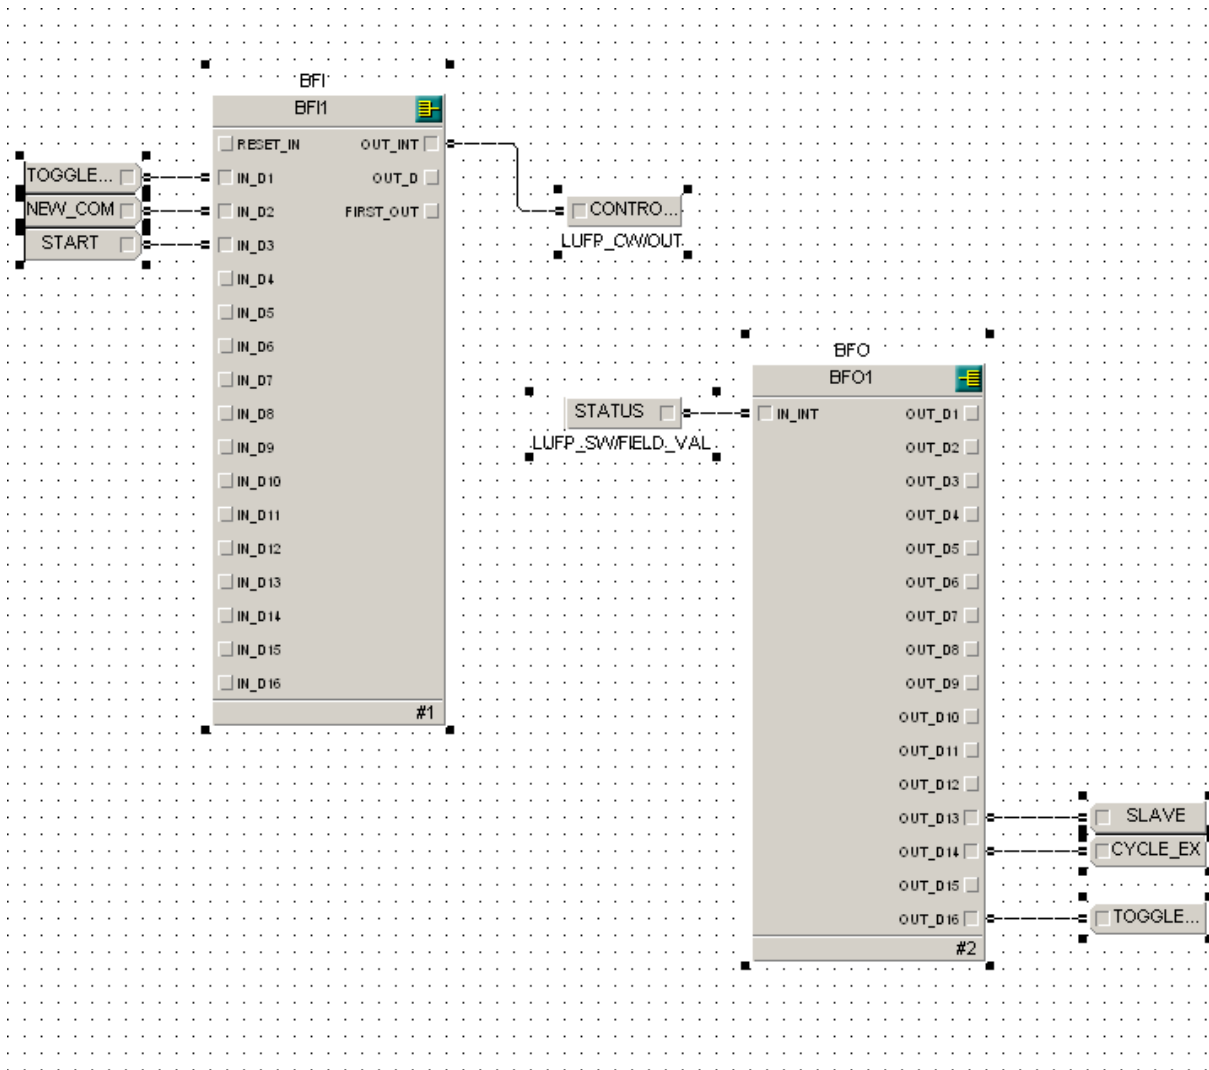 BFI
BFI1
RESET_IN OUT_INT
TOGGLE... IN_D1 OUT_D
NEW_COM IN_D2 FIRST_OUT CONTRO...
START IN_D3 LUFP_CW/OUT
IN_D4
IN_D5
IN_D6
IN_D7
IN_D8
IN_D9
IN_D10
IN_D11
IN_D12
IN_D13
IN_D14
IN_D15
IN_D16
#1
BFO
BFO1
STATUS IN_INT OUT_D1
LUFP_SW/FIELD_VAL OUT_D2
OUT_D3
OUT_D4
OUT_D5
OUT_D6
OUT_D7
OUT_D8
OUT_D9
OUT_D10
OUT_D11
OUT_D12
OUT_D13 SLAVE
OUT_D14 CYCLE_EX
OUT_D15
OUT_D16 TOGGLE...
#2